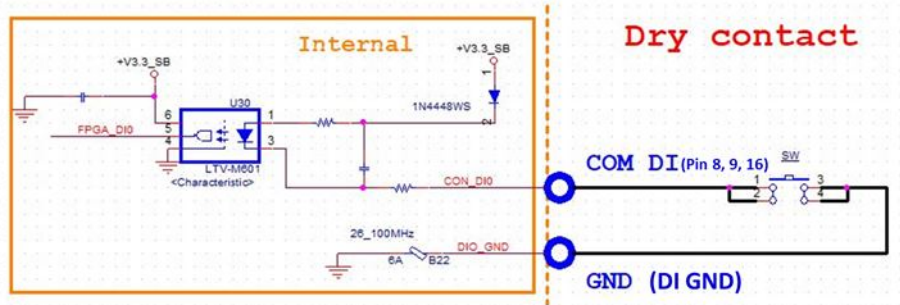 Internal
Dry contact
+V3.3_SB
+V3.3_SB
1
U30
1N4448WS
6
1
2
FPGA_DI0
5
4
3
LTV-M601
<Characteristic>
COM DI(Pin 8, 9, 16)
SW
CON_DI0
1
3
2
4
26_100MHz
DIO_GND
6A
B22
GND (DI GND)